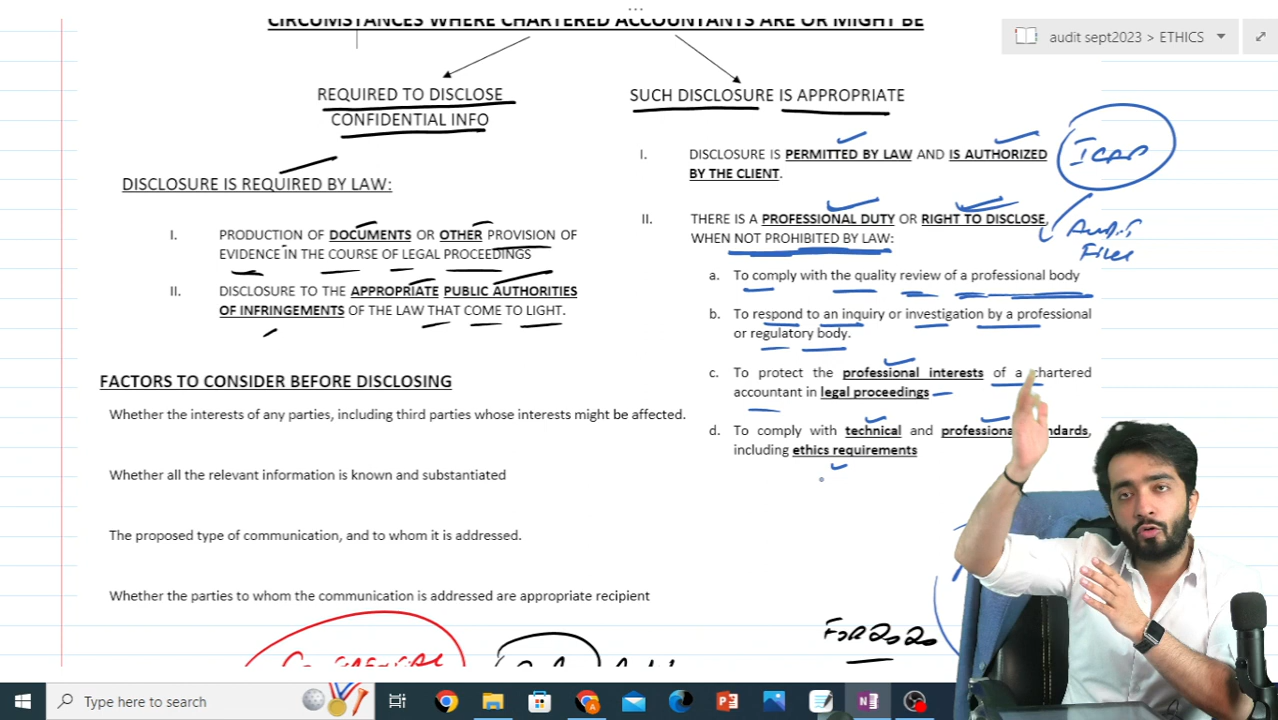 CIRCUMSTANCES WHERE CHARTERED ACCOUNTANTS ARE OR MIGHT BE
audit sept2023 > ETHICS
REQUIRED TO DISCLOSE
CONFIDENTIAL INFO
DISCLOSURE IS REQUIRED BY LAW:
I. PRODUCTION OF DOCUMENTS OR OTHER PROVISION OF
EVIDENCE IN THE COURSE OF LEGAL PROCEEDINGS
II. DISCLOSURE TO THE APPROPRIATE PUBLIC AUTHORITIES
OF INFRINGEMENTS OF THE LAW THAT COME TO LIGHT.
SUCH DISCLOSURE IS APPROPRIATE
I. DISCLOSURE IS PERMITTED BY LAW AND IS AUTHORIZED
BY THE CLIENT.
ICAP
II. THERE IS A PROFESSIONAL DUTY OR RIGHT TO DISCLOSE,
WHEN NOT PROHIBITED BY LAW:
Audit
Files
a. To comply with the quality review of a professional body
b. To respond to an inquiry or investigation by a professional
or regulatory body.
c. To protect the professional interests of a chartered
accountant in legal proceedings
d. To comply with technical and professional standards,
including ethics requirements
FACTORS TO CONSIDER BEFORE DISCLOSING
Whether the interests of any parties, including third parties whose interests might be affected.
Whether all the relevant information is known and substantiated
The proposed type of communication, and to whom it is addressed.
Whether the parties to whom the communication is addressed are appropriate recipient
FOR 2020
Type here to search